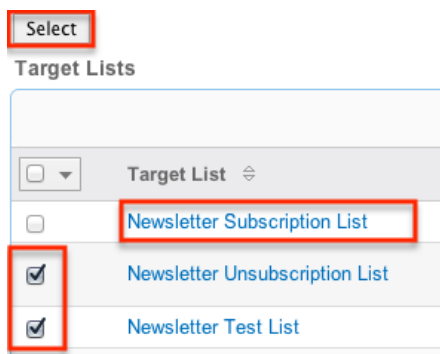 Select
Target Lists
Target List
Newsletter Subscription List
Newsletter Unsubscription List
Newsletter Test List